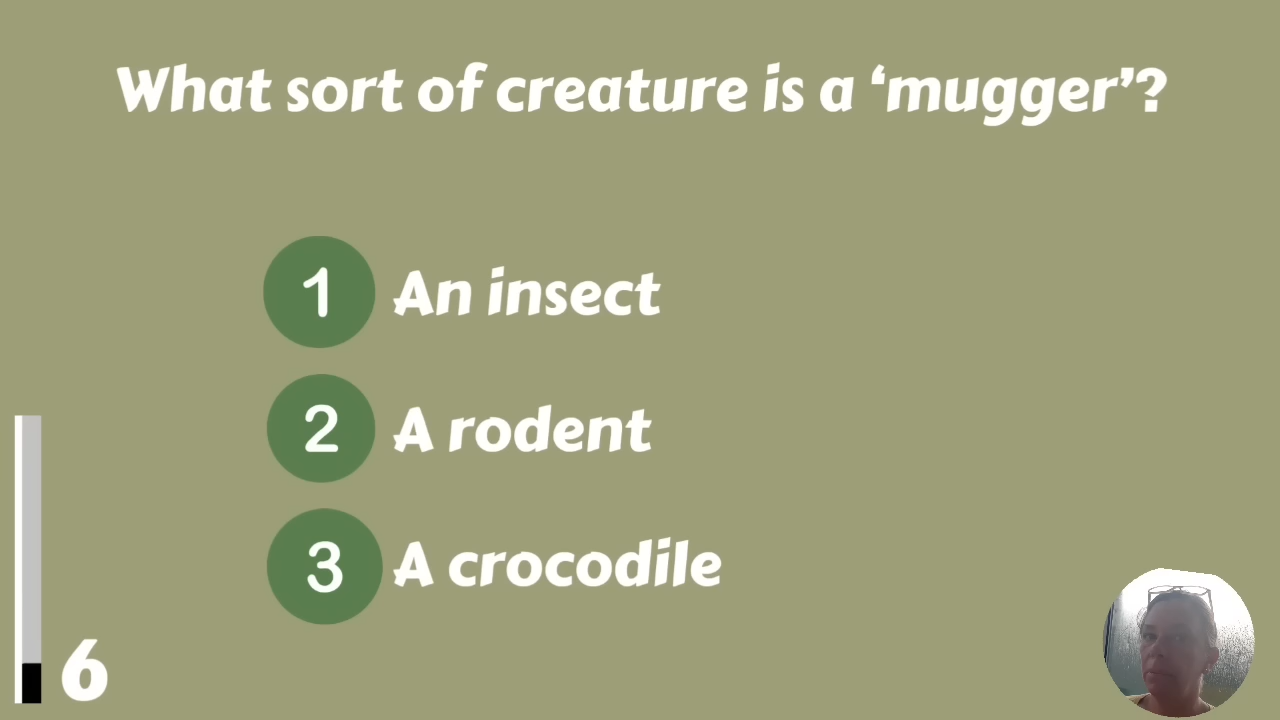 What sort of creature is a ‘mugger’?
1 An insect
2 A rodent
3 A crocodile
6